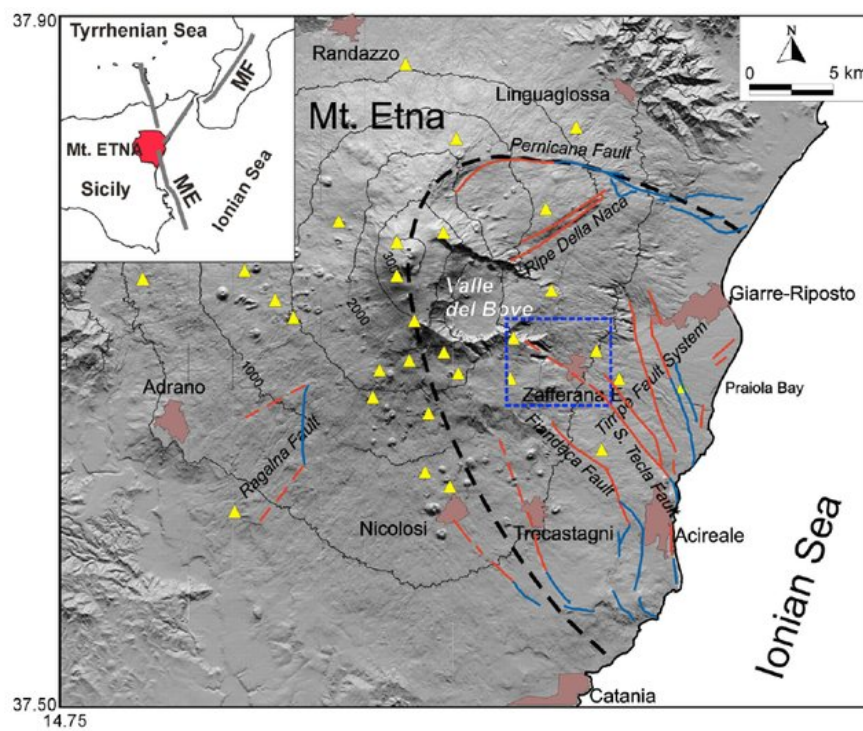 37.90
Tyrrhenian Sea
MF
Mt. ETNA
Sicily
ME
Ionian Sea
Randazzo
N
0 5 km
Linguaglossa
Mt. Etna
Pernicana Fault
Ripe Della Naca
3000
2000
1000
Valle
del Bove
Giarre-Riposto
Timpe Fault System
Praiola Bay
Zafferana E.
Adrano
Ragalna Fault
Fiandaca Fault
S. Tecla Fault
Nicolosi
Trecastagni
Acireale
Ionian Sea
Catania
37.50
14.75